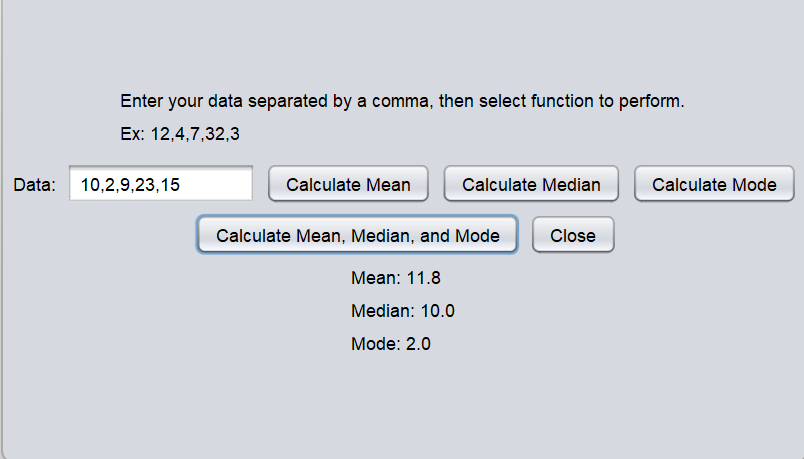 Enter your data separated by a comma, then select function to perform.
Ex: 12,4,7,32,3
Data: 10,2,9,23,15 Calculate Mean Calculate Median Calculate Mode
Calculate Mean, Median, and Mode Close
Mean: 11.8
Median: 10.0
Mode: 2.0